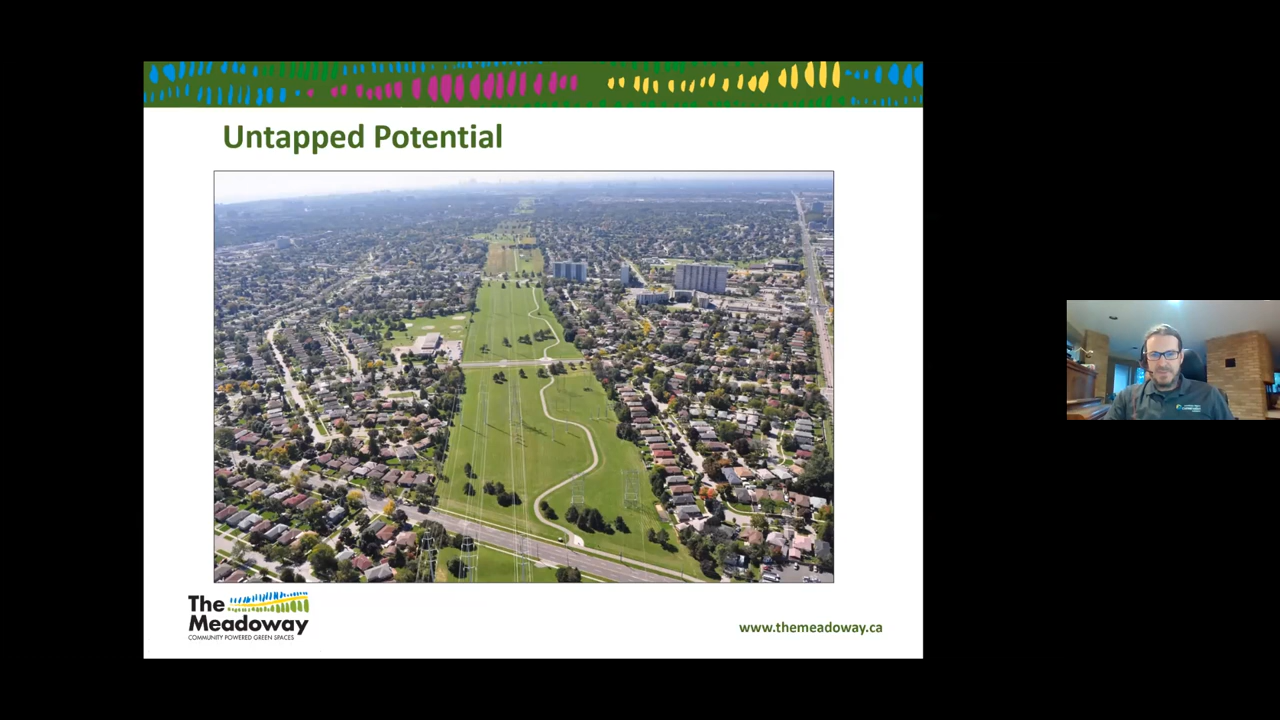 Untapped Potential
The
Meadoway
COMMUNITY POWERED GREEN SPACES
www.themeadoway.ca